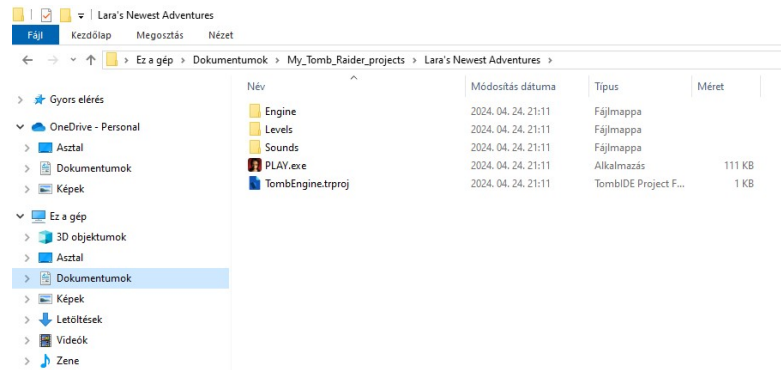 Lara's Newest Adventures
Fájl Kezdőlap Megosztás Nézet
Ez a gép > Dokumentumok > My_Tomb_Raider_projects > Lara's Newest Adventures >
Név Módosítás dátuma Típus Méret
Gyors elérés
OneDrive - Personal
Asztal
Dokumentumok
Képek
Ez a gép
3D objektumok
Asztal
Dokumentumok
Képek
Letöltések
Videók
Zene
Engine 2024. 04. 24. 21:11 Fájlmappa
Levels 2024. 04. 24. 21:11 Fájlmappa
Sounds 2024. 04. 24. 21:11 Fájlmappa
PLAY.exe 2024. 04. 24. 21:11 Alkalmazás 111 KB
TombEngine.trproj 2024. 04. 24. 21:11 TombIDE Project F... 1 KB